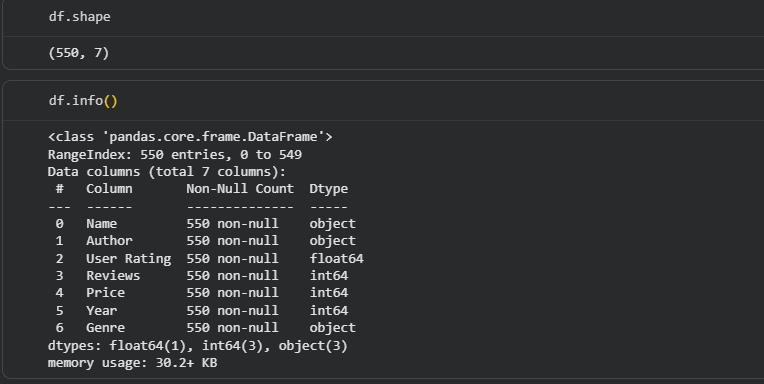 df.shape
(550, 7)
df.info()
<class 'pandas.core.frame.DataFrame'>
RangeIndex: 550 entries, 0 to 549
Data columns (total 7 columns):
 #   Column       Non-Null Count  Dtype
---  ------       --------------  -----
 0   Name         550 non-null    object
 1   Author       550 non-null    object
 2   User Rating  550 non-null    float64
 3   Reviews      550 non-null    int64
 4   Price        550 non-null    int64
 5   Year         550 non-null    int64
 6   Genre        550 non-null    object
dtypes: float64(1), int64(3), object(3)
memory usage: 30.2+ KB